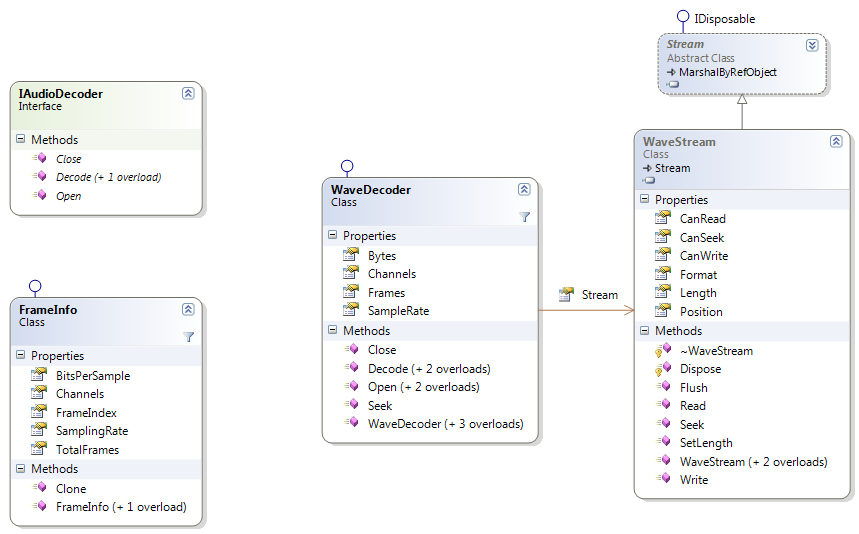 IAudioDecoder
Interface
Methods
Close
Decode (+ 1 overload)
Open
FrameInfo
Class
Properties
BitsPerSample
Channels
FrameIndex
SamplingRate
TotalFrames
Methods
Clone
FrameInfo (+ 1 overload)
WaveDecoder
Class
Properties
Bytes
Channels
Frames
SampleRate
Methods
Close
Decode (+ 2 overloads)
Open (+ 2 overloads)
Seek
WaveDecoder (+ 3 overloads)
Stream
IDisposable
Stream
Abstract Class
MarshalByRefObject
WaveStream
Class
Stream
Properties
CanRead
CanSeek
CanWrite
Format
Length
Position
Methods
~WaveStream
Dispose
Flush
Read
Seek
SetLength
WaveStream (+ 2 overloads)
Write